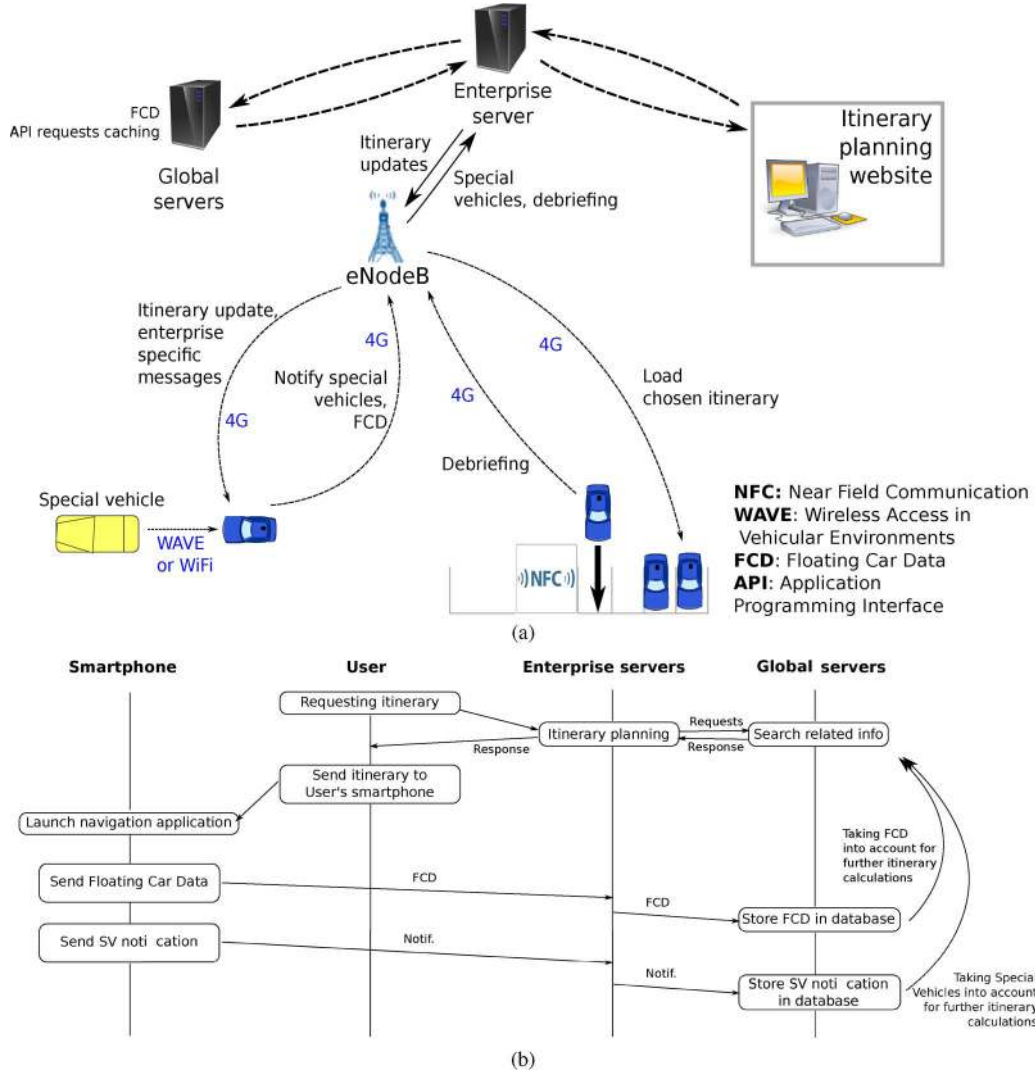 Enterprise
server
FCD
API requests caching
Global
servers
Itinerary
planning
website
Itinerary
updates
Special
vehicles, debriefing
eNodeB
Itinerary update,
enterprise
specific
messages
4G
4G
4G
4G
Notify special
vehicles,
FCD
Load
chosen itinerary
Debriefing
Special vehicle
WAVE
or WiFi
NFC
NFC: Near Field Communication
WAVE: Wireless Access in
Vehicular Environments
FCD: Floating Car Data
API: Application
Programming Interface
(a)
Smartphone
User
Enterprise servers
Global servers
Requesting itinerary
Itinerary planning
Requests
Response
Search related info
Response
Send itinerary to
User's smartphone
Launch navigation application
Taking FCD
into account for
further itinerary
calculations
Send Floating Car Data
FCD
FCD
Store FCD in database
Send SV noti cation
Notif.
Notif.
Store SV noti cation
in database
Taking Special
Vehicles into account
for further itinerary
calculations
(b)